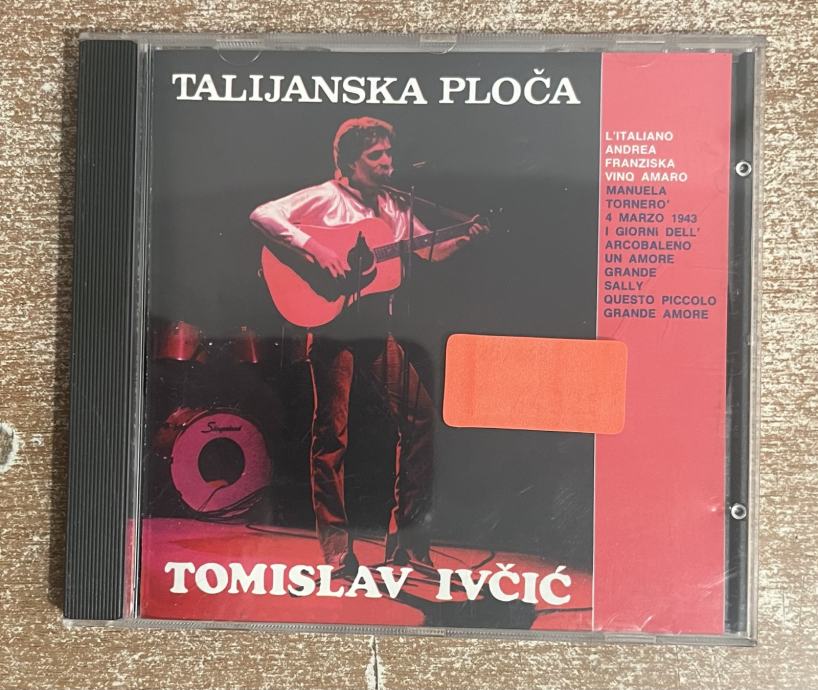 TALIJANSKA PLOČA
L'ITALIANO
ANDREA
FRANZISKA
VINO AMARO
MANUELA
TORNERO'
4 MARZO 1943
I GIORNI DELL'
ARCOBALENO
UN AMORE
GRANDE
SALLY
QUESTO PICCOLO
GRANDE AMORE
Slingerland
TOMISLAV IVČIĆ